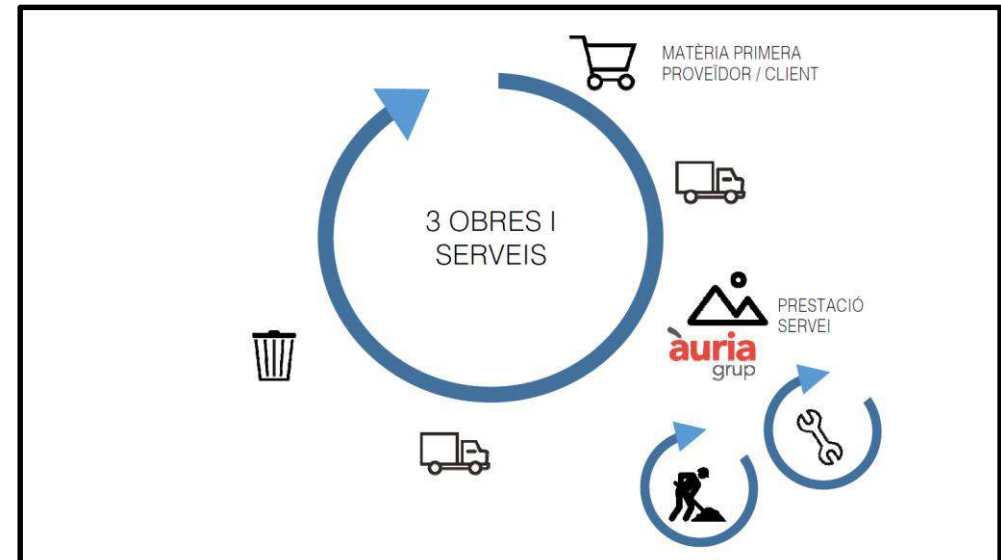 MATÈRIA PRIMERA
PROVEÏDOR / CLIENT
3 OBRES I
SERVEIS
PRESTACIÓ
SERVEI
àuria
grup